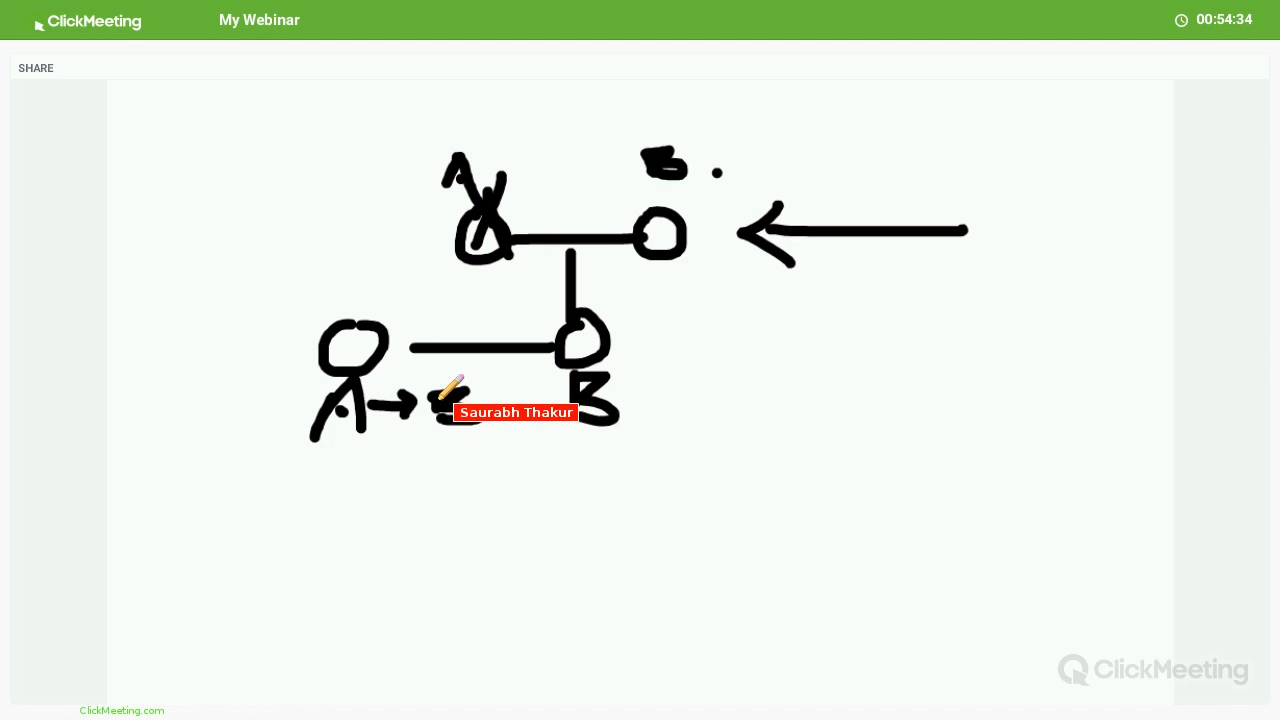 ClickMeeting My Webinar 00:54:34
SHARE
A B.
A → Saurabh Thakur B
ClickMeeting
ClickMeeting.com